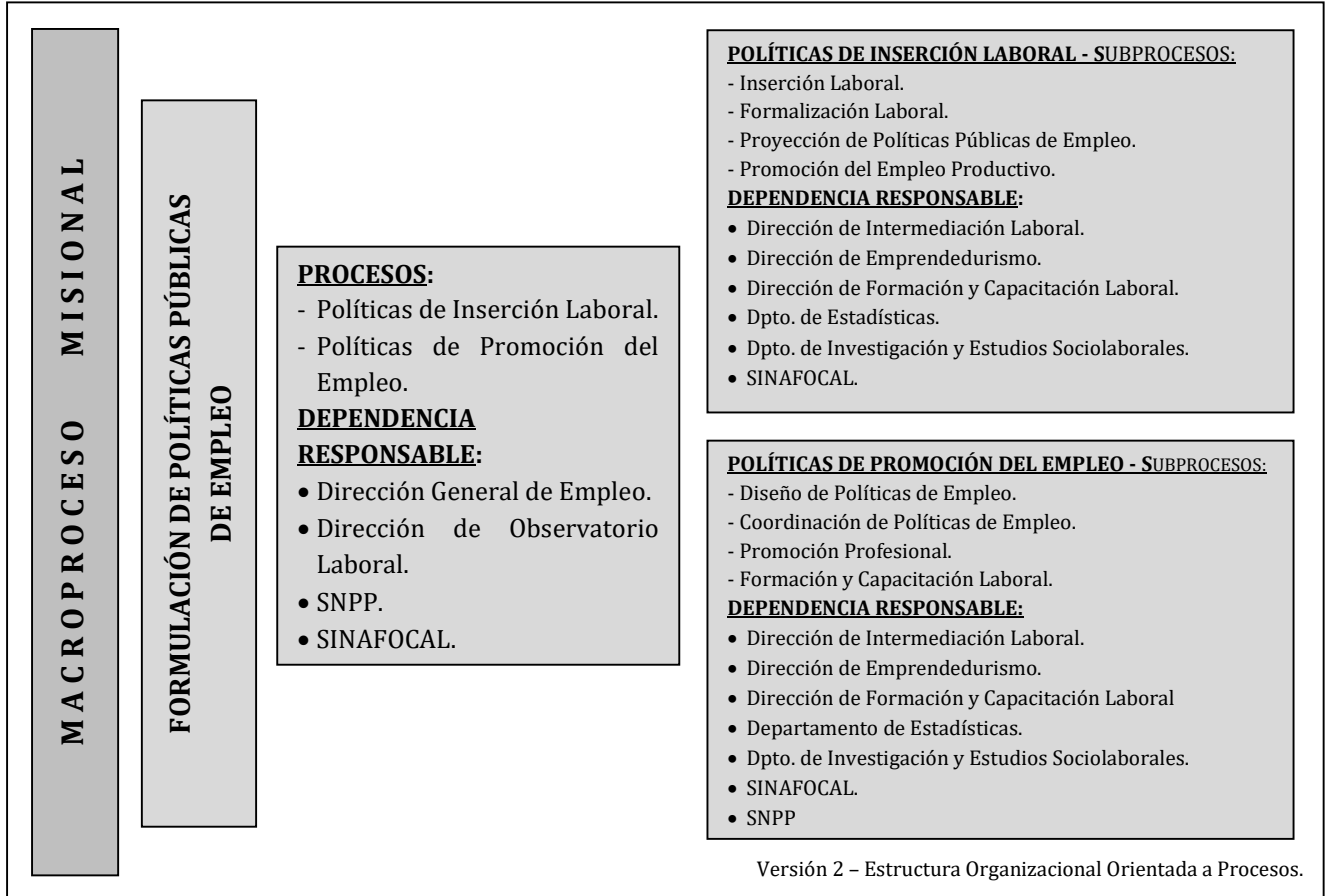 MACROPROCESO MISIONAL
FORMULACIÓN DE POLÍTICAS PÚBLICAS
DE EMPLEO
PROCESOS:
- Políticas de Inserción Laboral.
- Políticas de Promoción del
Empleo.
DEPENDENCIA
RESPONSABLE:
• Dirección General de Empleo.
• Dirección de Observatorio
Laboral.
• SNPP.
• SINAFOCAL.
POLÍTICAS DE INSERCIÓN LABORAL - SUBPROCESOS:
- Inserción Laboral.
- Formalización Laboral.
- Proyección de Políticas Públicas de Empleo.
- Promoción del Empleo Productivo.
DEPENDENCIA RESPONSABLE:
• Dirección de Intermediación Laboral.
• Dirección de Emprendedurismo.
• Dirección de Formación y Capacitación Laboral.
• Dpto. de Estadísticas.
• Dpto. de Investigación y Estudios Sociolaborales.
• SINAFOCAL.
POLÍTICAS DE PROMOCIÓN DEL EMPLEO - SUBPROCESOS:
- Diseño de Políticas de Empleo.
- Coordinación de Políticas de Empleo.
- Promoción Profesional.
- Formación y Capacitación Laboral.
DEPENDENCIA RESPONSABLE:
• Dirección de Intermediación Laboral.
• Dirección de Emprendedurismo.
• Dirección de Formación y Capacitación Laboral
• Departamento de Estadísticas.
• Dpto. de Investigación y Estudios Sociolaborales.
• SINAFOCAL.
• SNPP
Versión 2 – Estructura Organizacional Orientada a Procesos.